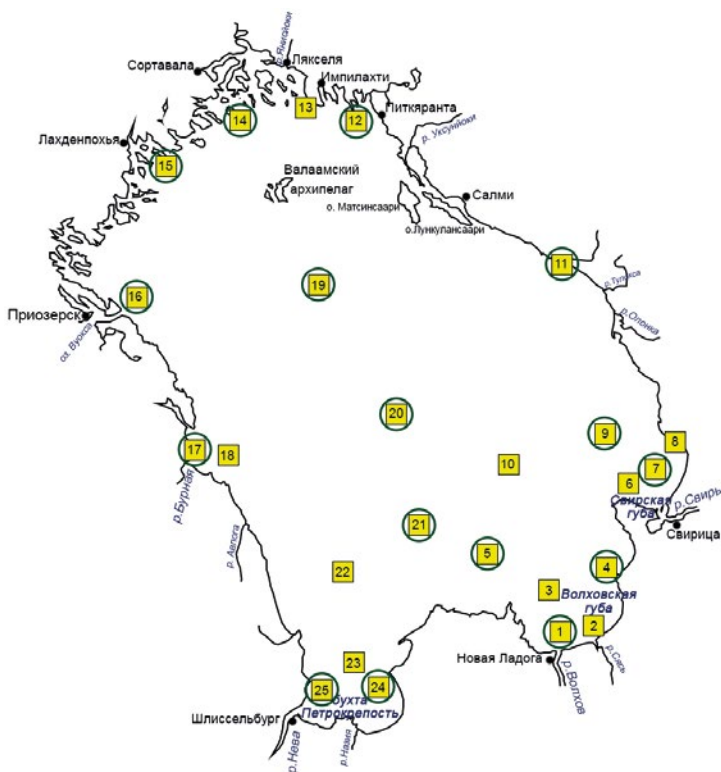 р. Янисйоки
Ляскеля
Сортавала
Импилахти
13
Питкяранта
14
12
р. Уксунйоки
Лахденпохья
15
Валаамский
архипелаг
о. Матсинсаари
Салми
о.Лункулансаари
11
р.Тулокса
19
16
Приозерск
р.Олонка
оз. Вуокса
20
9
8
17
18
10
7
6
р.Бурная
Свирская
губа
р.Свирь
Свирица
21
5
р. Авлога
4
22
3
Волховская
губа
2
1
р.Сясь
Новая Ладога
р.Волхов
23
24
25
бухта
Петрокрепость
Шлиссельбург
р.Нева
р.Назия